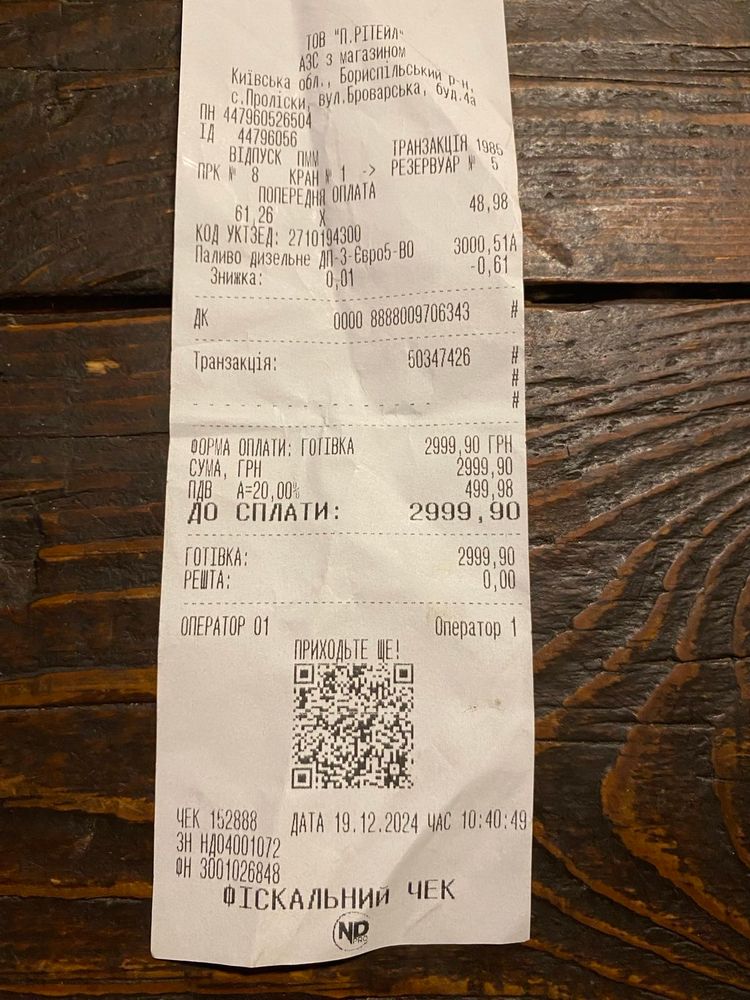 ТОВ "П.РІТЕЙЛ"
АЗС з магазином
Київська обл., Бориспільський р-н,
с.Проліски, вул.Броварська, буд.4а
ПН 447960526504
ІД 44796056
ВІДПУСК ПММ ТРАНЗАКЦІЯ 1985
ПРК № 8 КРАН № 1 -> РЕЗЕРВУАР № 5
ПОПЕРЕДНЯ ОПЛАТА
61,26 X 48,98
КОД УКТЗЕД: 2710194300
Паливо дизельне ДП-З-Євро5-ВО 3000,51А
Знижка: 0,01 -0,61
ДК 0000 8888009706343 #
Транзакція: 50347426 #
#
#
ФОРМА ОПЛАТИ: ГОТІВКА 2999,90 ГРН
СУМА, ГРН 2999,90
ПДВ А=20,00% 499,98
ДО СПЛАТИ: 2999,90
ГОТІВКА: 2999,90
РЕШТА: 0,00
ОПЕРАТОР 01 Оператор 1
ПРИХОДЬТЕ ЩЕ!
ЧЕК 152888 ДАТА 19.12.2024 ЧАС 10:40:49
ЗН НД04001072
ФН 3001026848
ФІСКАЛЬНИЙ ЧЕК
ND PRO